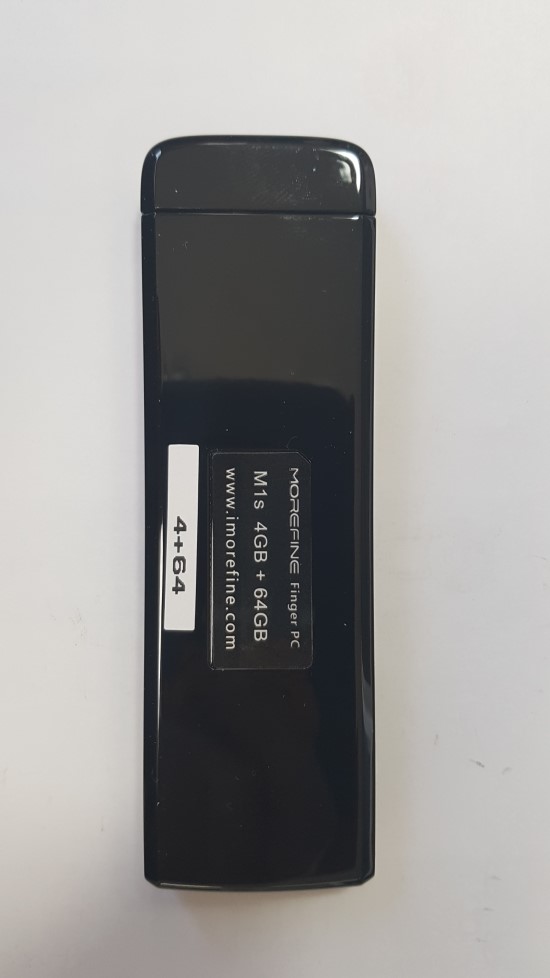 MOREFINE Finger PC
M1s 4GB + 64GB
www.imorefine.com
4+64